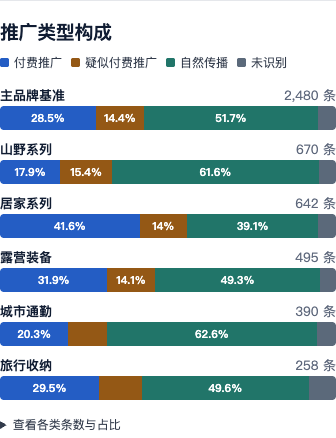 推广类型构成
付费推广 疑似付费推广 自然传播 未识别
主品牌基准 2,480 条
28.5% 14.4% 51.7%
山野系列 670 条
17.9% 15.4% 61.6%
居家系列 642 条
41.6% 14% 39.1%
露营装备 495 条
31.9% 14.1% 49.3%
城市通勤 390 条
20.3% 62.6%
旅行收纳 258 条
29.5% 49.6%
▶ 查看各类条数与占比